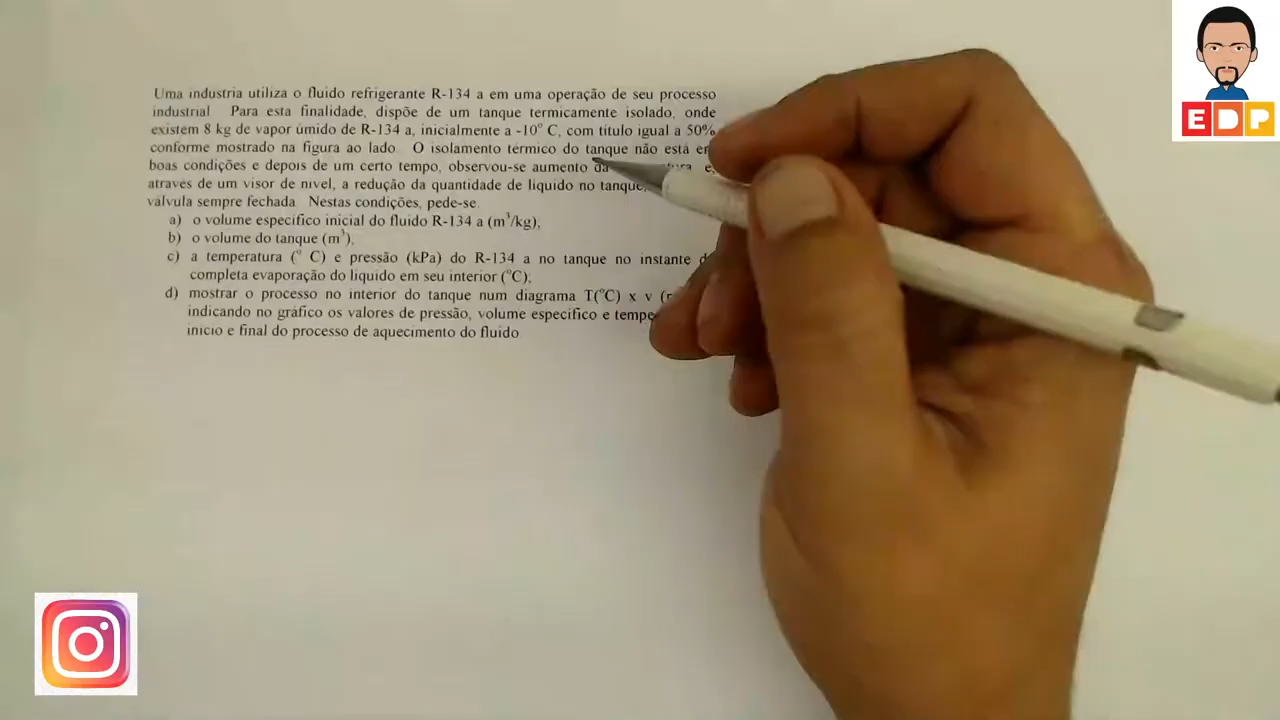 Uma industria utiliza o fluido refrigerante R-134 a em uma operação de seu processo
industrial Para esta finalidade, dispõe de um tanque termicamente isolado, onde
existem 8 kg de vapor úmido de R-134 a, inicialmente a -10° C, com titulo igual a 50%
conforme mostrado na figura ao lado. O isolamento térmico do tanque não está
boas condições e depois de um certo tempo, observou-se aumento
através de um visor de nivel, a redução da quantidade de liquido no tanque,
válvula sempre fechada. Nestas condições, pede-se.
a) o volume especifico inicial do fluido R-134 a (m³/kg);
b) o volume do tanque (m³);
c) a temperatura (° C) e pressão (kPa) do R-134 a no tanque no instante
completa evaporação do liquido em seu interior (°C);
d) mostrar o processo no interior do tanque num diagrama T(°C) x v
indicando no gráfico os valores de pressão, volume especifico e
inicio e final do processo de aquecimento do fluido
EDP